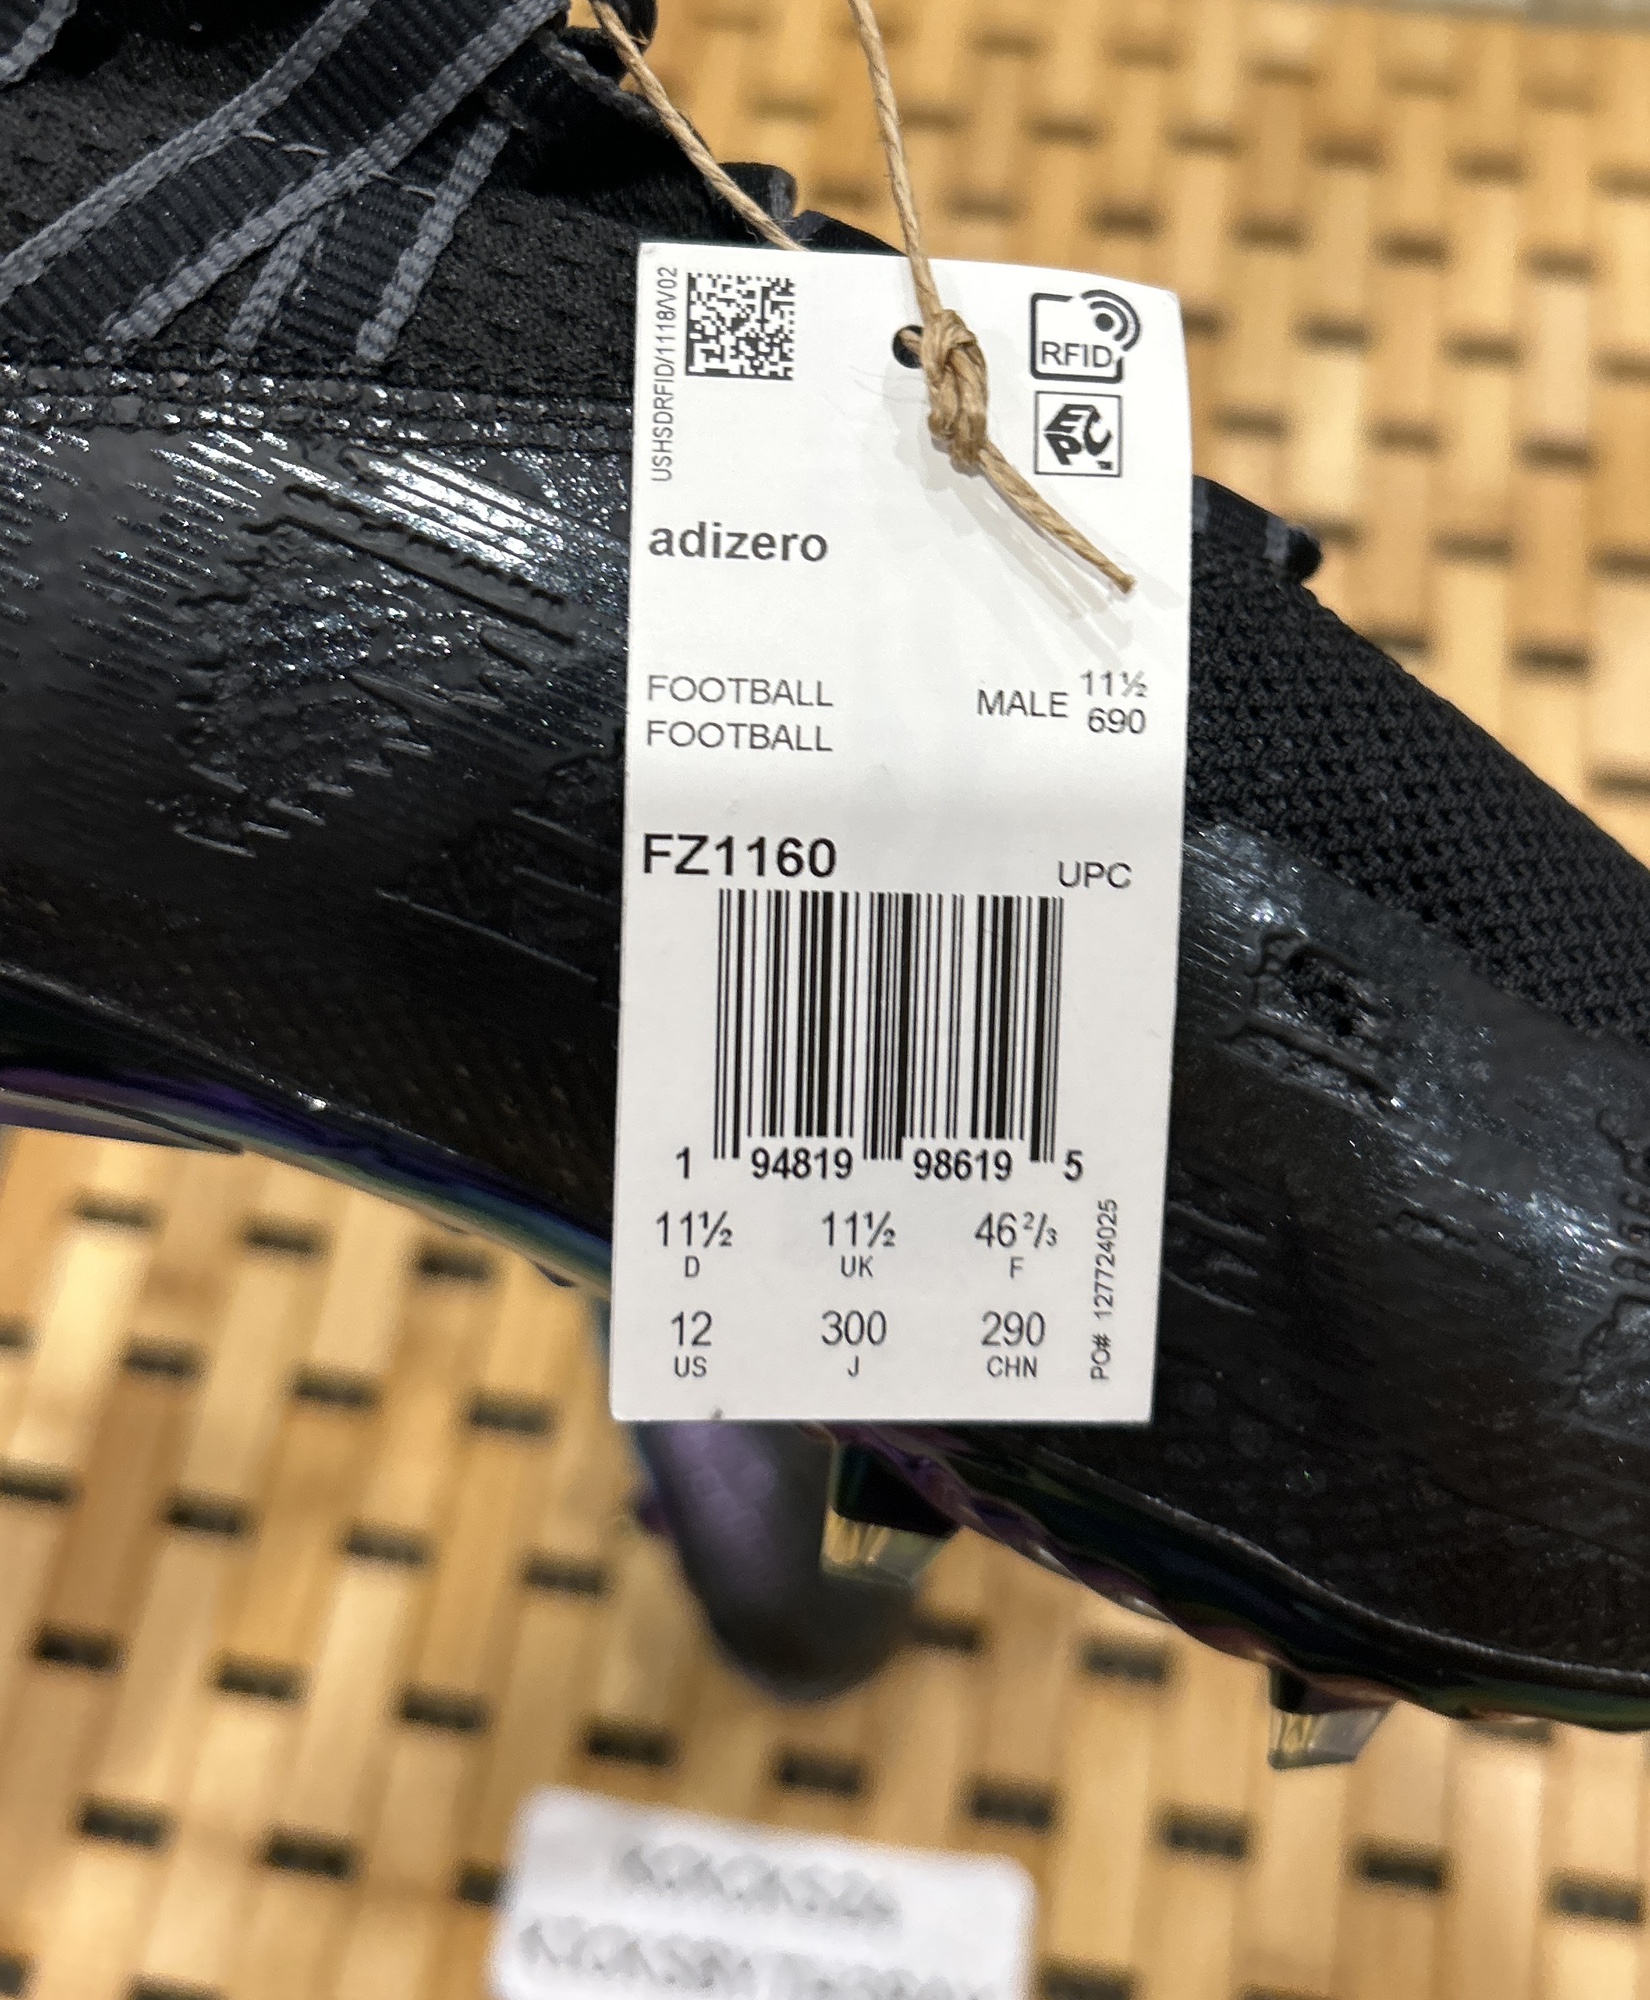 USHSDRFID/1118/V02
RFID
EPC™
adizero
FOOTBALL
FOOTBALL
MALE 11½
690
FZ1160
UPC
1 94819 98619 5
11½ 11½ 46⅔
D UK F
12 300 290
US J CHN
PO# 127724025